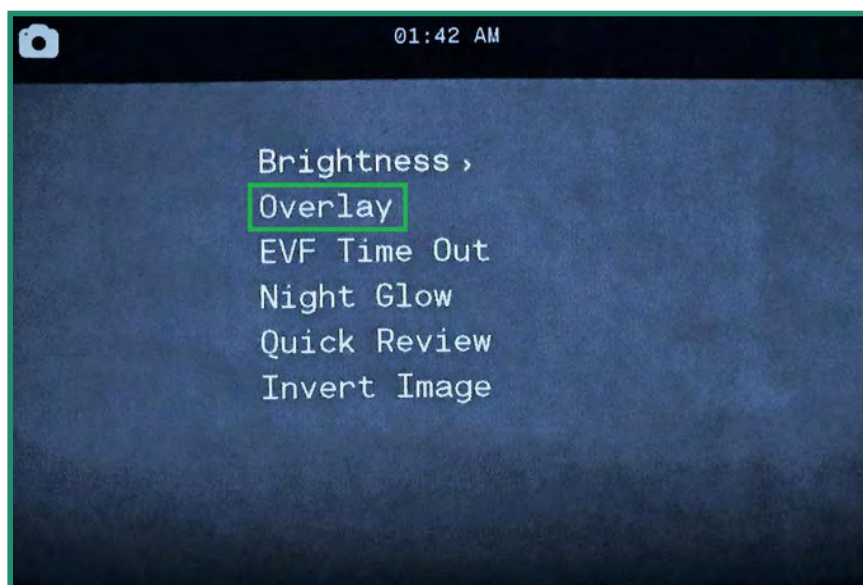 01:42 AM
Brightness ›
Overlay
EVF Time Out
Night Glow
Quick Review
Invert Image